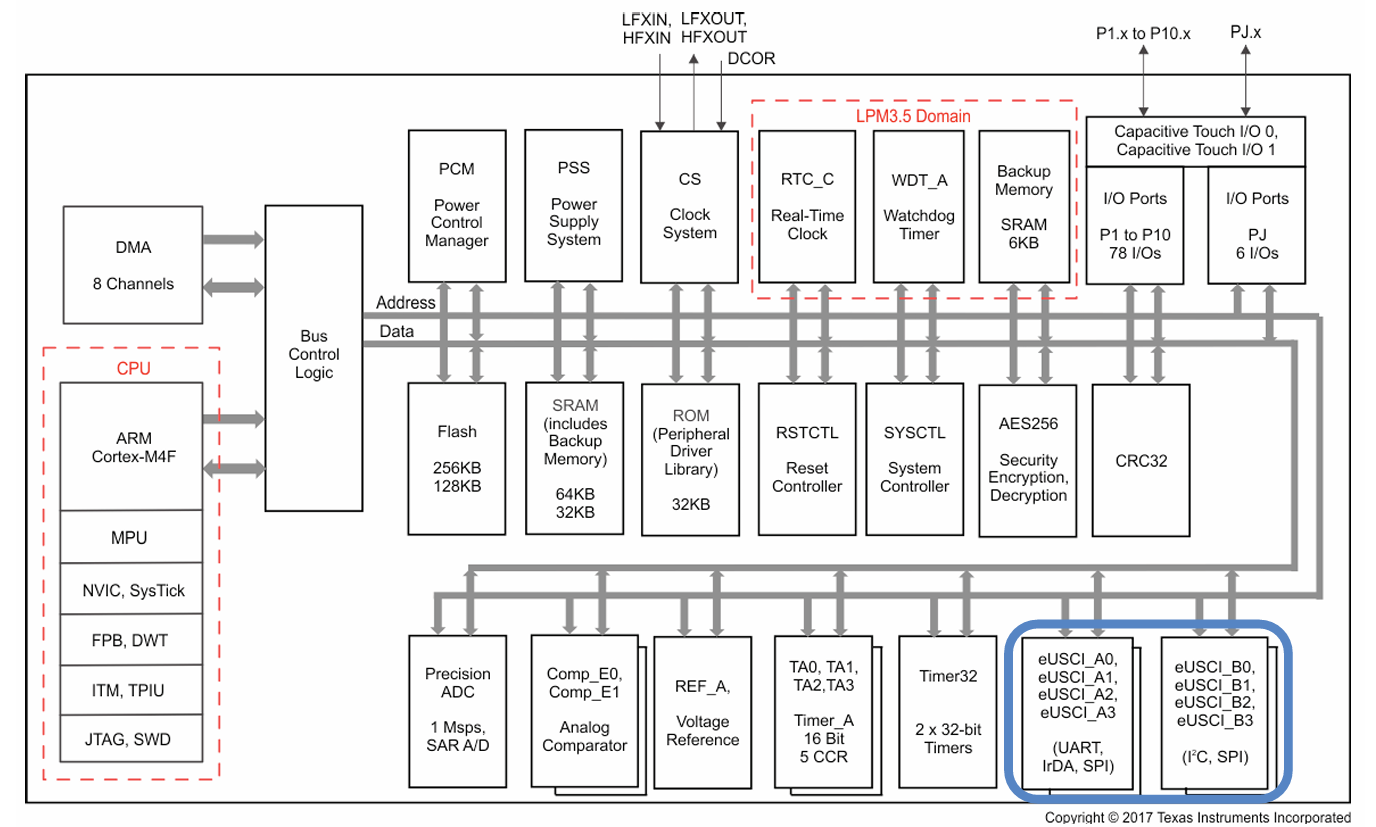 LFXIN,
HFXIN
LFXOUT,
HFXOUT
DCOR
P1.x to P10.x
PJ.x
LPM3.5 Domain
Capacitive Touch I/O 0,
Capacitive Touch I/O 1
PCM
Power
Control
Manager
PSS
Power
Supply
System
CS
Clock
System
RTC_C
Real-Time
Clock
WDT_A
Watchdog
Timer
Backup
Memory
SRAM
6KB
I/O Ports
P1 to P10
78 I/Os
I/O Ports
PJ
6 I/Os
DMA
8 Channels
Bus
Control
Logic
Address
Data
CPU
ARM
Cortex-M4F
MPU
NVIC, SysTick
FPB, DWT
ITM, TPIU
JTAG, SWD
Flash
256KB
128KB
SRAM
(includes
Backup
Memory)
64KB
32KB
ROM
(Peripheral
Driver
Library)
32KB
RSTCTL
Reset
Controller
SYSCTL
System
Controller
AES256
Security
Encryption,
Decryption
CRC32
Precision
ADC
1 Msps,
SAR A/D
Comp_E0,
Comp_E1
Analog
Comparator
REF_A,
Voltage
Reference
TA0, TA1,
TA2,TA3
Timer_A
16 Bit
5 CCR
Timer32
2 x 32-bit
Timers
eUSCI_A0,
eUSCI_A1,
eUSCI_A2,
eUSCI_A3
(UART,
IrDA, SPI)
eUSCI_B0,
eUSCI_B1,
eUSCI_B2,
eUSCI_B3
(I²C, SPI)
Copyright © 2017 Texas Instruments Incorporated